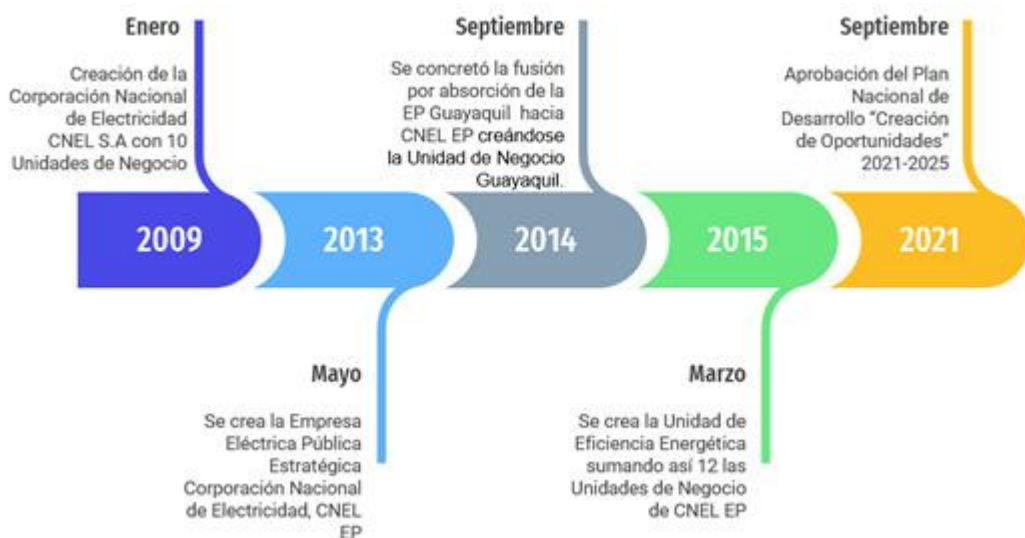 Enero
Creación de la
Corporación Nacional
de Electricidad
CNEL S.A con 10
Unidades de Negocio
Septiembre
Se concretó la fusión
por absorción de la
EP Guayaquil hacia
CNEL EP creándose
la Unidad de Negocio
Guayaquil.
Septiembre
Aprobación del Plan
Nacional de
Desarrollo “Creación
de Oportunidades”
2021-2025
2009
2013
2014
2015
2021
Mayo
Se crea la Empresa
Eléctrica Pública
Estratégica
Corporación Nacional
de Electricidad, CNEL
EP
Marzo
Se crea la Unidad de
Eficiencia Energética
sumando así 12 las
Unidades de Negocio
de CNEL EP